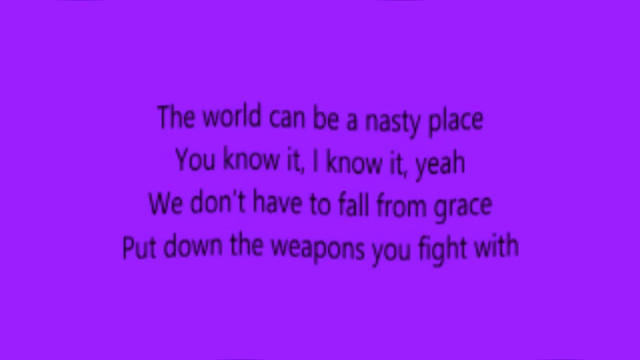 The world can be a nasty place
You know it, I know it, yeah
We don't have to fall from grace
Put down the weapons you fight with